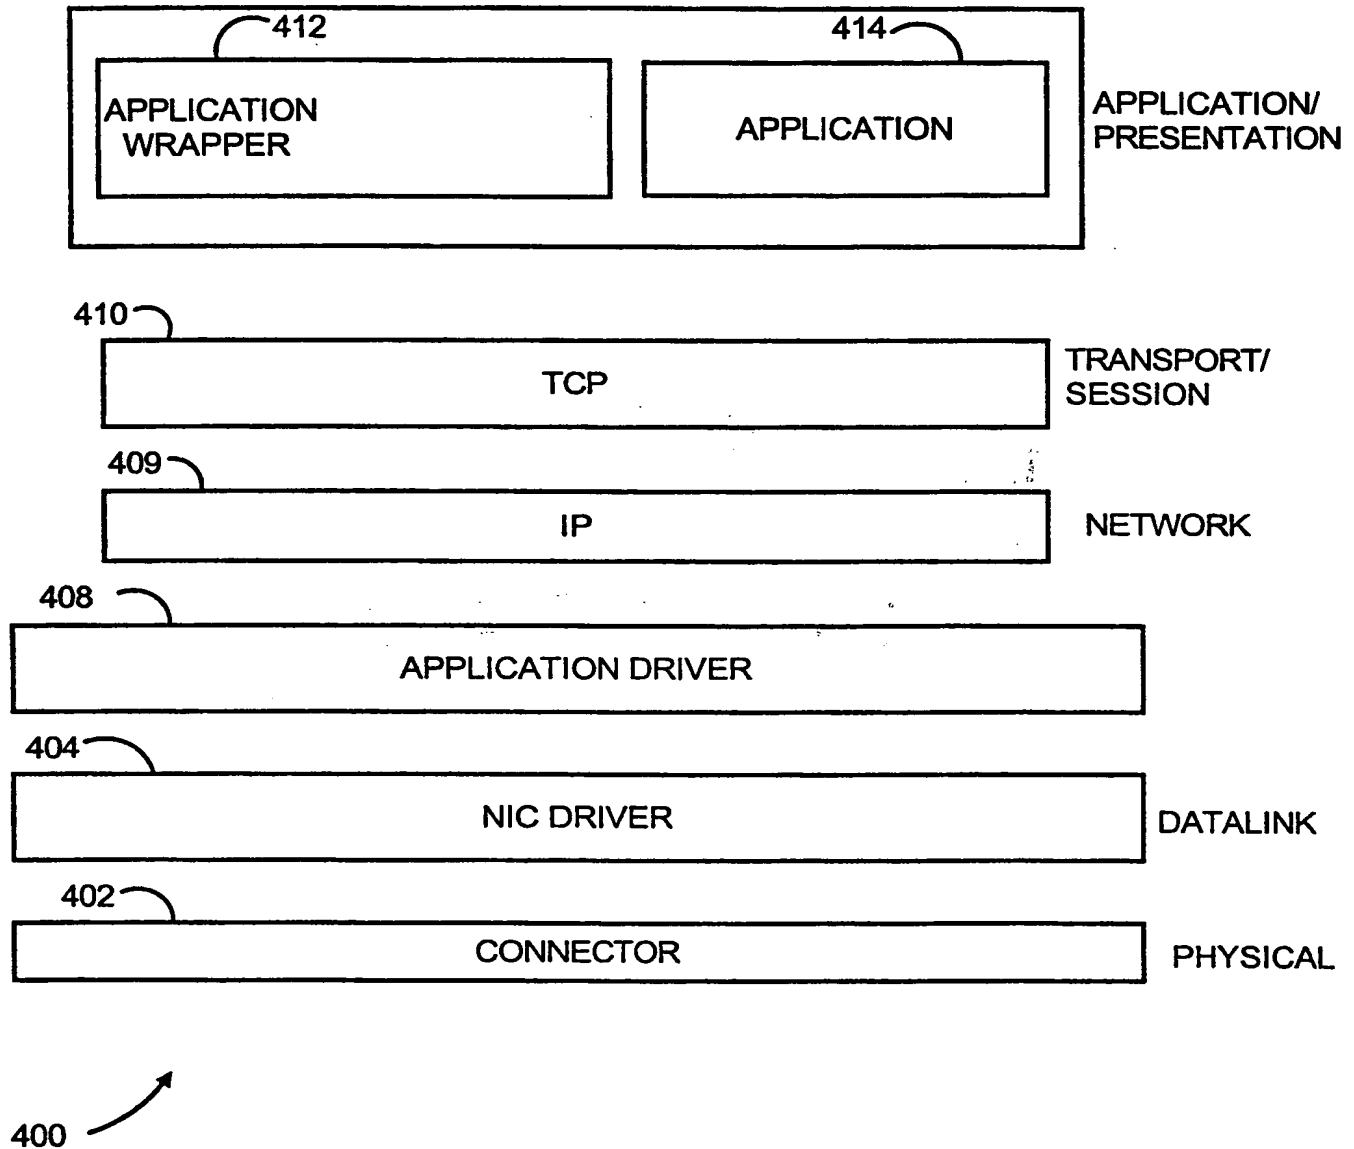 412
414
APPLICATION
WRAPPER
APPLICATION
APPLICATION/
PRESENTATION
410
TCP
TRANSPORT/
SESSION
409
IP
NETWORK
408
APPLICATION DRIVER
404
NIC DRIVER
DATALINK
402
CONNECTOR
PHYSICAL
400